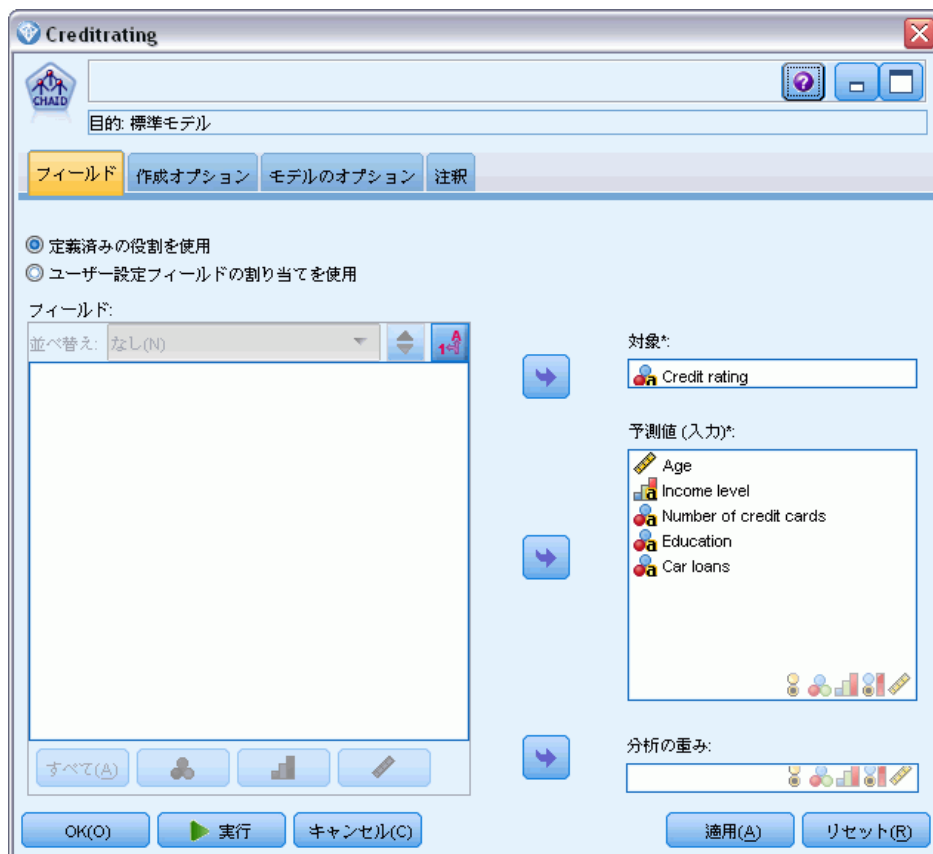 Creditrating
CHAID
目的: 標準モデル
フィールド 作成オプション モデルのオプション 注釈
定義済みの役割を使用
ユーザー設定フィールドの割り当てを使用
フィールド:
並べ替え: なし(N)
対象*:
Credit rating
予測値 (入力)*:
Age
Income level
Number of credit cards
Education
Car loans
すべて(A)
分析の重み:
OK(O) 実行 キャンセル(C) 適用(A) リセット(R)